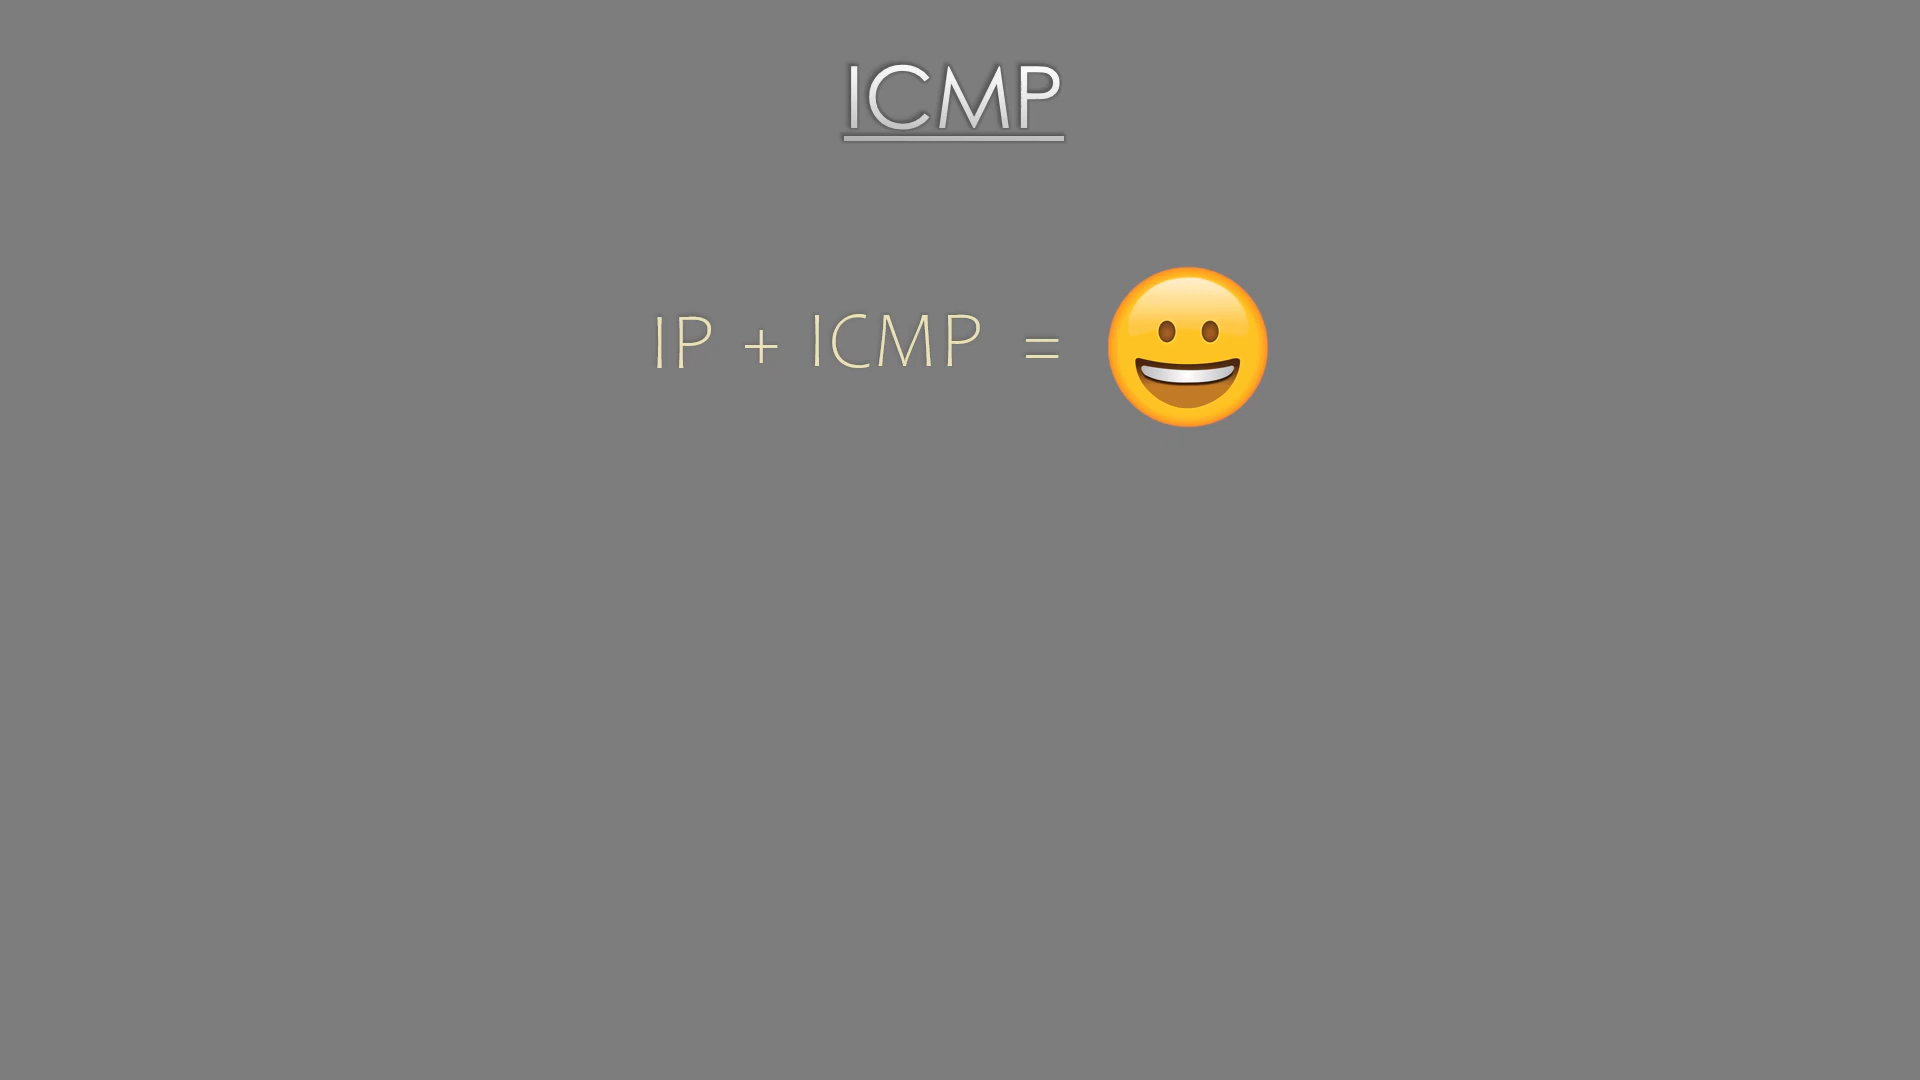 ICMP
IP + ICMP = 😀